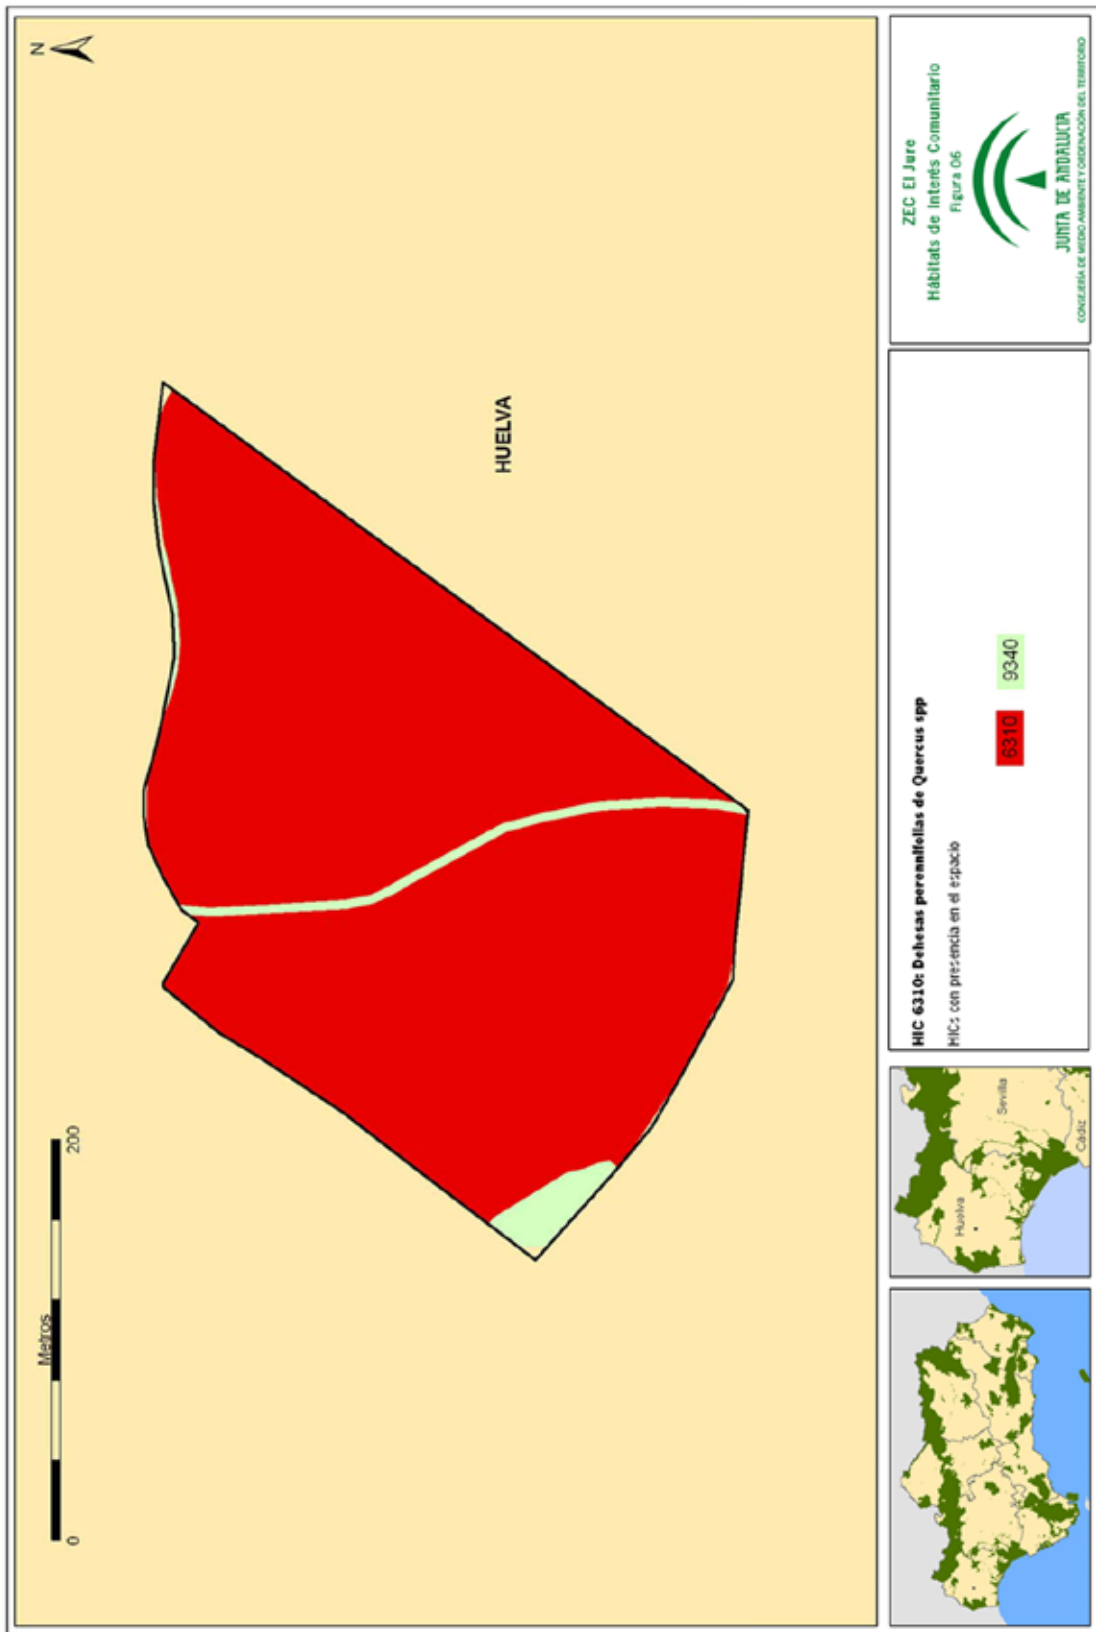 N
HUELVA
0
200
Metros
Huelva
Sevilla
Cádiz
HIC 6310: Dehesas perennifolias de Quercus spp
HICs con presencia en el espacio
6310
9340
ZEC El Jure
Hábitats de Interés Comunitario
Figura 06
JUNTA DE ANDALUCIA
CONSEJERÍA DE MEDIO AMBIENTE Y ORDENACIÓN DEL TERRITORIO